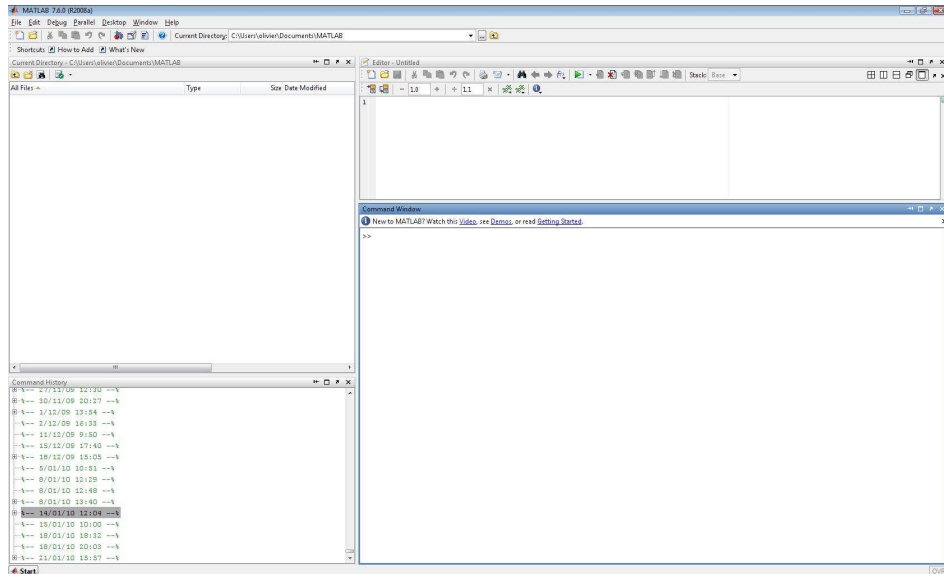 MATLAB 7.6.0 (R2008a)
File Edit Debug Parallel Desktop Window Help
Current Directory: C:\Users\olivier\Documents\MATLAB
Shortcuts How to Add What's New
Current Directory - C:\Users\olivier\Documents\MATLAB
All Files Type Size Date Modified
Editor - Untitled
Stack: Base
1.0 1.1
1
Command Window
New to MATLAB? Watch this Video, see Demos, or read Getting Started.
>>
Command History
%-- 27/11/09 12:30 --%
%-- 30/11/09 20:27 --%
%-- 1/12/09 13:54 --%
%-- 2/12/09 16:33 --%
%-- 11/12/09 9:50 --%
%-- 15/12/09 17:40 --%
%-- 18/12/09 15:05 --%
%-- 5/01/10 10:51 --%
%-- 8/01/10 12:29 --%
%-- 8/01/10 12:48 --%
%-- 8/01/10 13:40 --%
%-- 14/01/10 12:04 --%
%-- 15/01/10 10:00 --%
%-- 18/01/10 18:32 --%
%-- 18/01/10 20:03 --%
%-- 21/01/10 15:57 --%
Start
OVR